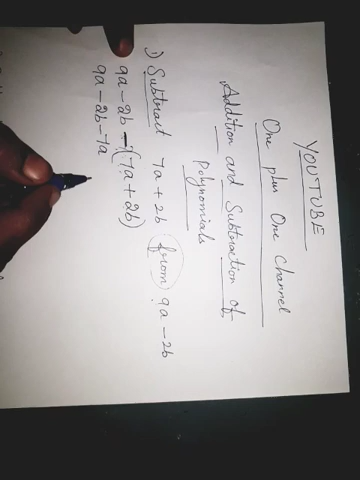 YOUTUBE
One plus One channel
Addition and Subtraction of
Polynomials
1) Subtract 7a + 2b from 9a - 2b
9a - 2b - 1(7a + 2b)
9a - 2b - 7a